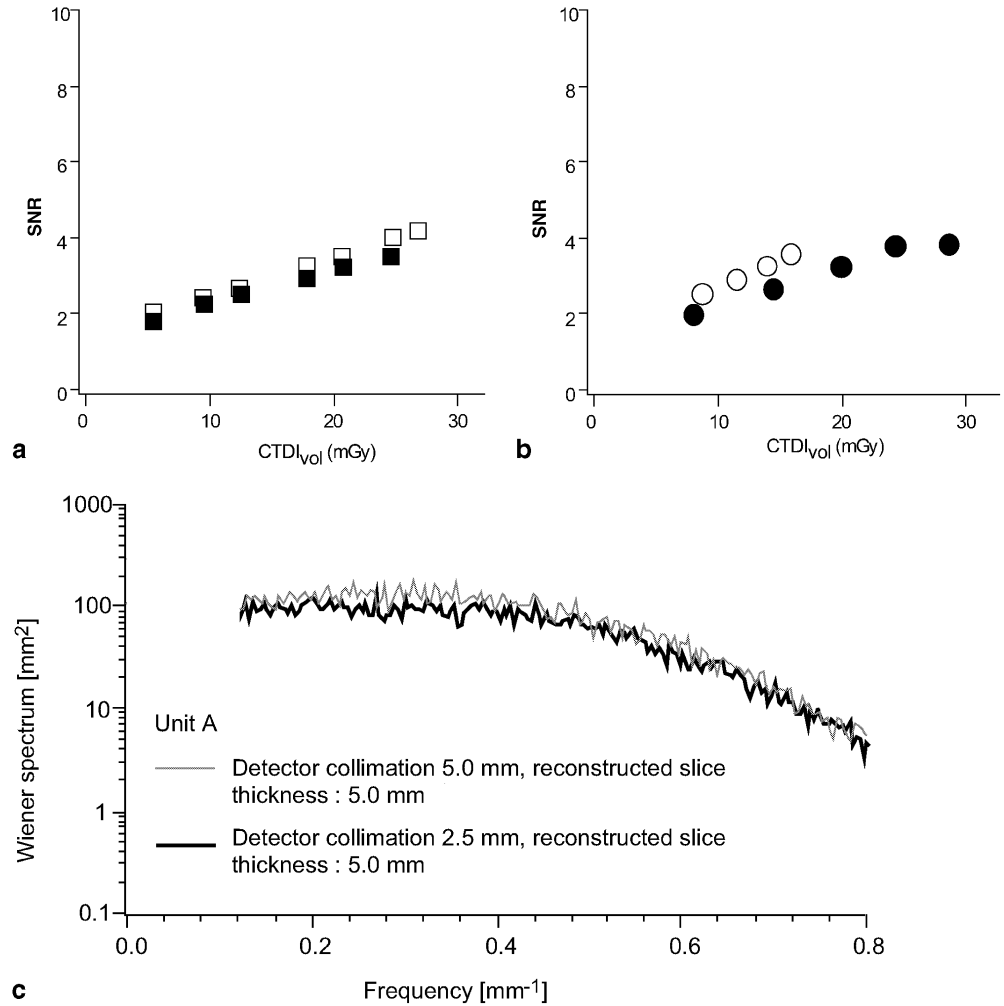 10
8
6
4
2
0
SNR
0
10
20
30
CTDIvol (mGy)
a
10
8
6
4
2
0
SNR
0
10
20
30
CTDIvol (mGy)
b
1000
100
10
1
0.1
Wiener spectrum [mm2]
Unit A
Detector collimation 5.0 mm, reconstructed slice
thickness : 5.0 mm
Detector collimation 2.5 mm, reconstructed slice
thickness : 5.0 mm
0.0
0.2
0.4
0.6
0.8
Frequency [mm-1]
c